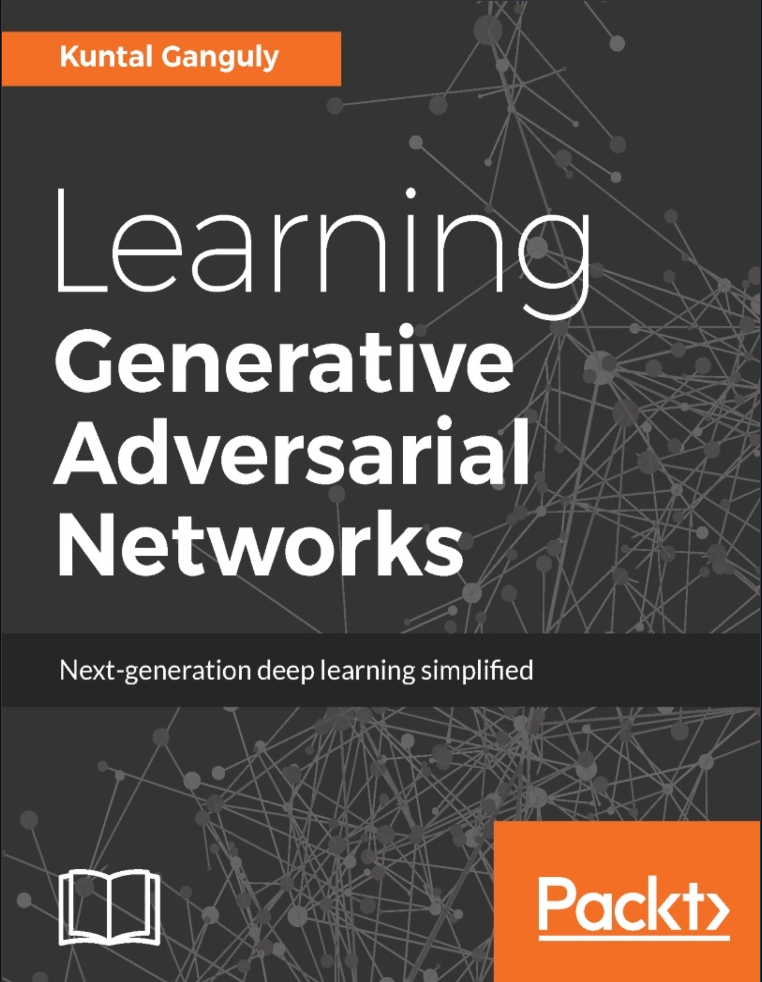 Kuntal Ganguly
Learning
Generative
Adversarial
Networks
Next-generation deep learning simplified
Packt>